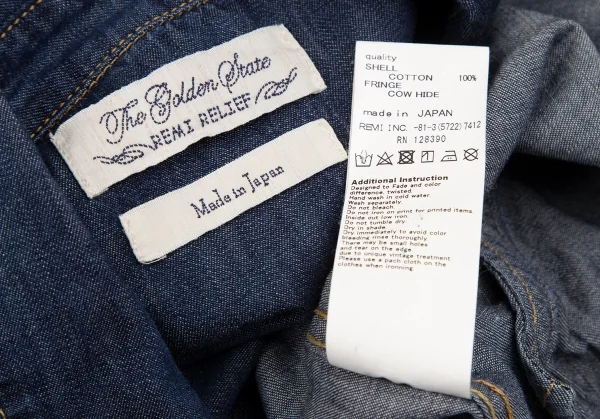 The Golden State
REMI RELIEF
Made in Japan
quality
SHELL
COTTON 100%
FRINGE
COW HIDE
made in JAPAN
REMI INC. -81-3(5722)7412
RN 128390
Additional Instruction
Designed to Fade and color
difference, twisted.
Hand wash in cold water.
Wash separately.
Do not bleach.
Do not iron on print for printed items.
Inside out low iron.
Do not tumble dry.
Dry in shade.
Dry immediately to avoid color
bleeding rinse thoroughly.
There may be small holes
and tear on the edge
due to unique vintage treatment.
Please use a pach cloth on the
clothes when ironning.